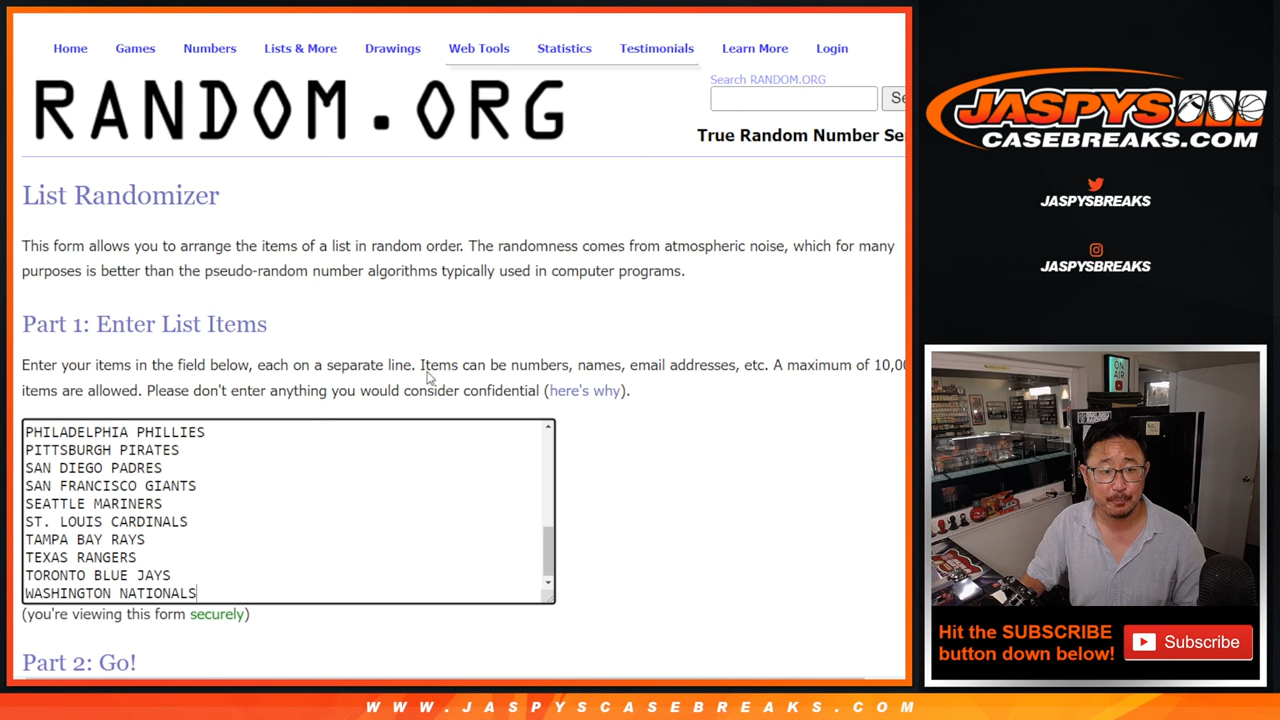 Home Games Numbers Lists & More Drawings Web Tools Statistics Testimonials Learn More Login
RANDOM.ORG
Search RANDOM.ORG
Se
True Random Number Se
List Randomizer
This form allows you to arrange the items of a list in random order. The randomness comes from atmospheric noise, which for many
purposes is better than the pseudo-random number algorithms typically used in computer programs.
Part 1: Enter List Items
Enter your items in the field below, each on a separate line. Items can be numbers, names, email addresses, etc. A maximum of 10,00
items are allowed. Please don't enter anything you would consider confidential (here's why).
PHILADELPHIA PHILLIES
PITTSBURGH PIRATES
SAN DIEGO PADRES
SAN FRANCISCO GIANTS
SEATTLE MARINERS
ST. LOUIS CARDINALS
TAMPA BAY RAYS
TEXAS RANGERS
TORONTO BLUE JAYS
WASHINGTON NATIONALS
(you're viewing this form securely)
Part 2: Go!
JASPYS
CASEBREAKS.COM
JASPYSBREAKS
JASPYSBREAKS
ON
AIR
Hit the SUBSCRIBE
button down below!
Subscribe
WWW.JASPYSCASEBREAKS.COM